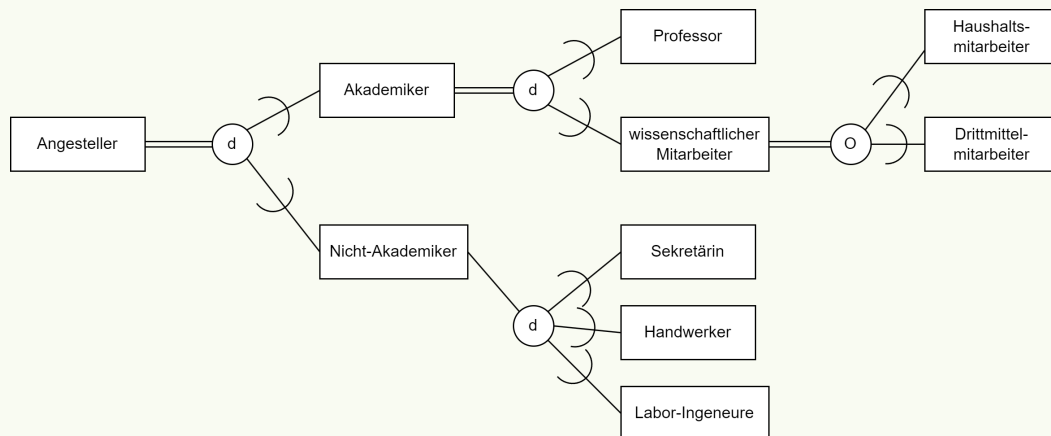 Angesteller
d
Akademiker
d
Professor
wissenschaftlicher
Mitarbeiter
O
Haushalts-
mitarbeiter
Drittmittel-
mitarbeiter
Nicht-Akademiker
d
Sekretärin
Handwerker
Labor-Ingeneure